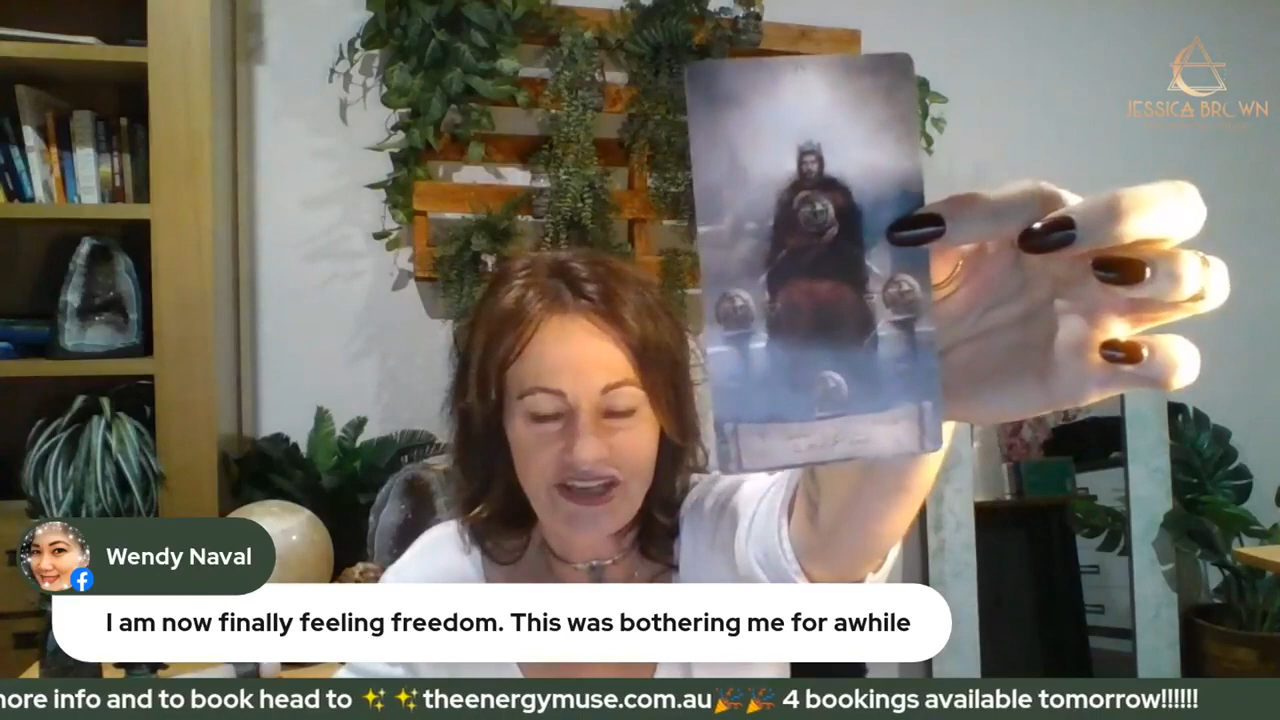 JESSICA BROWN
Wendy Naval
I am now finally feeling freedom. This was bothering me for awhile
more info and to book head to ✨ ✨theenergymuse.com.au🎉🎉 4 bookings available tomorrow!!!!!!